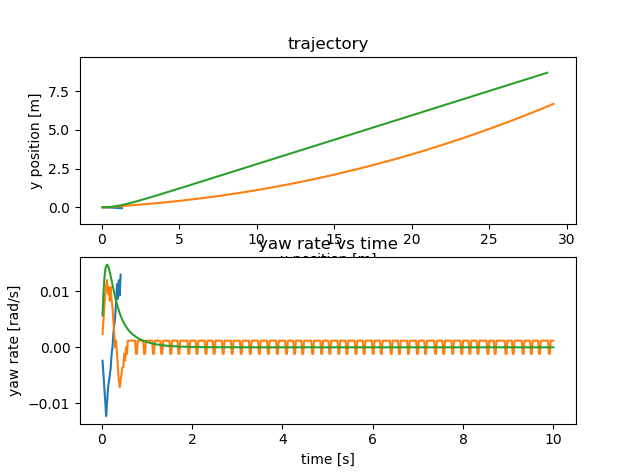 trajectory
y position [m]
7.5
5.0
2.5
0.0
0 5 10 15 20 25 30
yaw rate vs time
yaw rate [rad/s]
0.01
0.00
−0.01
0 2 4 6 8 10
time [s]